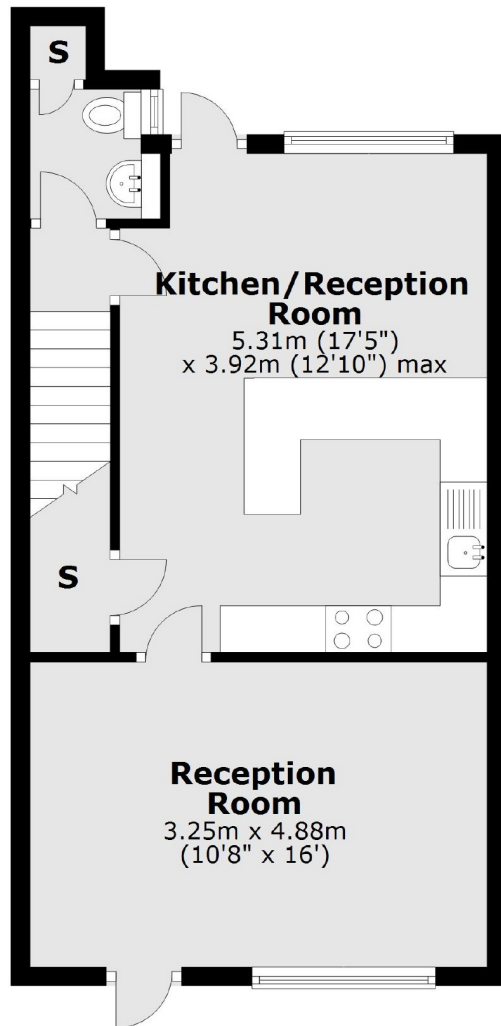 S
Kitchen/Reception
Room
5.31m (17'5")
x 3.92m (12'10") max
S
Reception
Room
3.25m x 4.88m
(10'8" x 16')